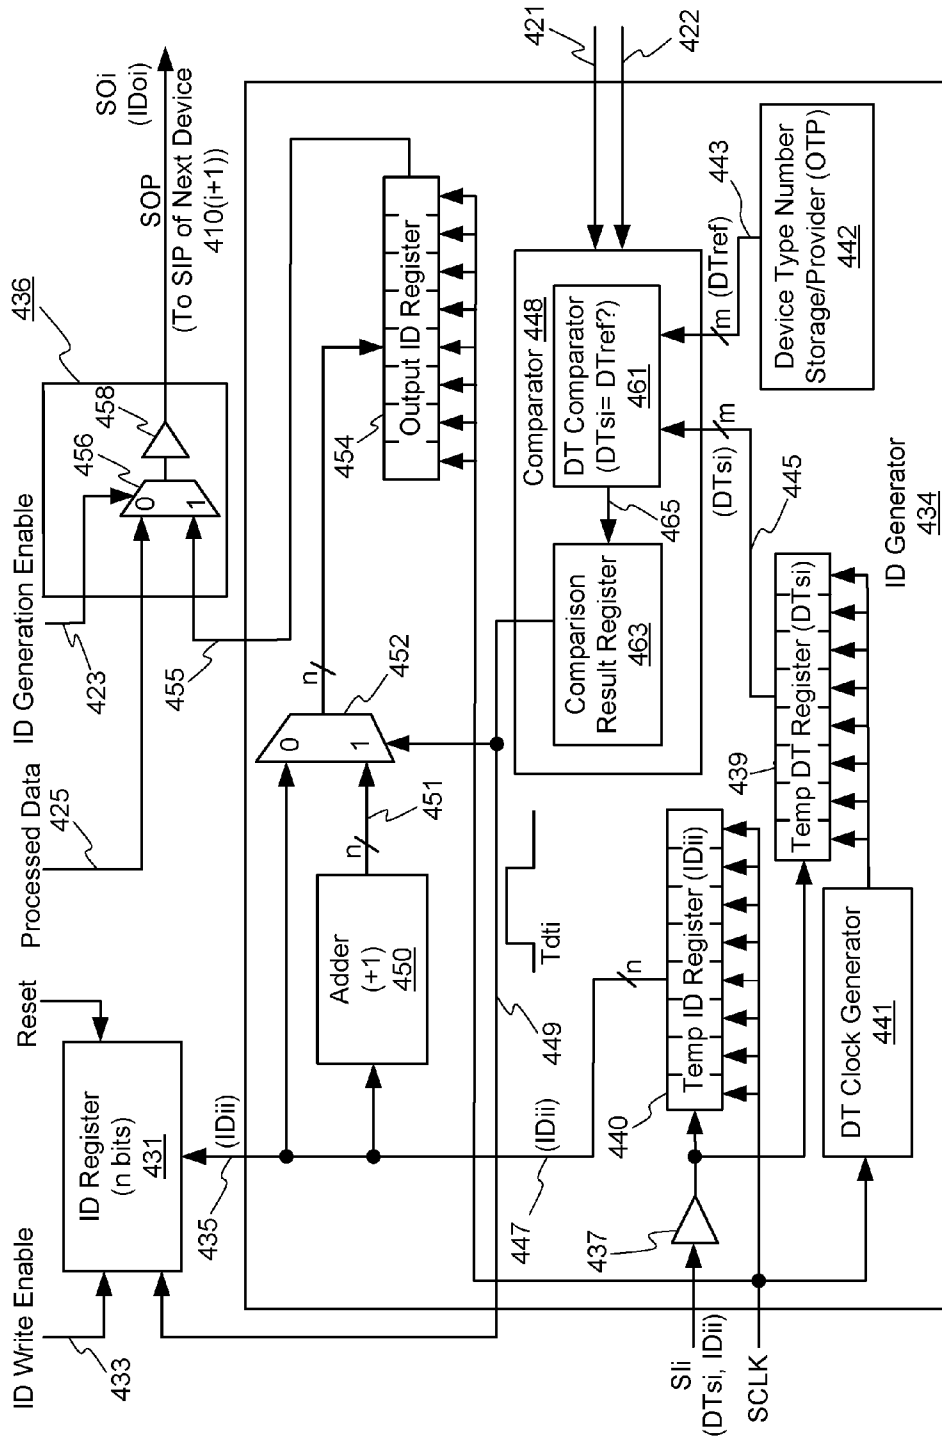 ID Write Enable
433
Reset
Processed Data
425
ID Generation Enable
423
436
456
458
0
1
SOP
SOi
(IDoi)
(To SIP of Next Device
410(i+1))
ID Register
(n bits)
431
435
(IDii)
455
Adder
(+1)
450
n
451
0
1
452
n
454
Output ID Register
421
422
449
Tdti
Comparator 448
DT Comparator
(DTsi= DTref?)
461
465
Comparison
Result Register
463
447
(IDii)
n
440
Temp ID Register (IDii)
437
SIi
(DTsi, IDii)
SCLK
439
Temp DT Register (DTsi)
445
(DTsi)
m
m (DTref)
443
Device Type Number
Storage/Provider (OTP)
442
DT Clock Generator
441
ID Generator
434